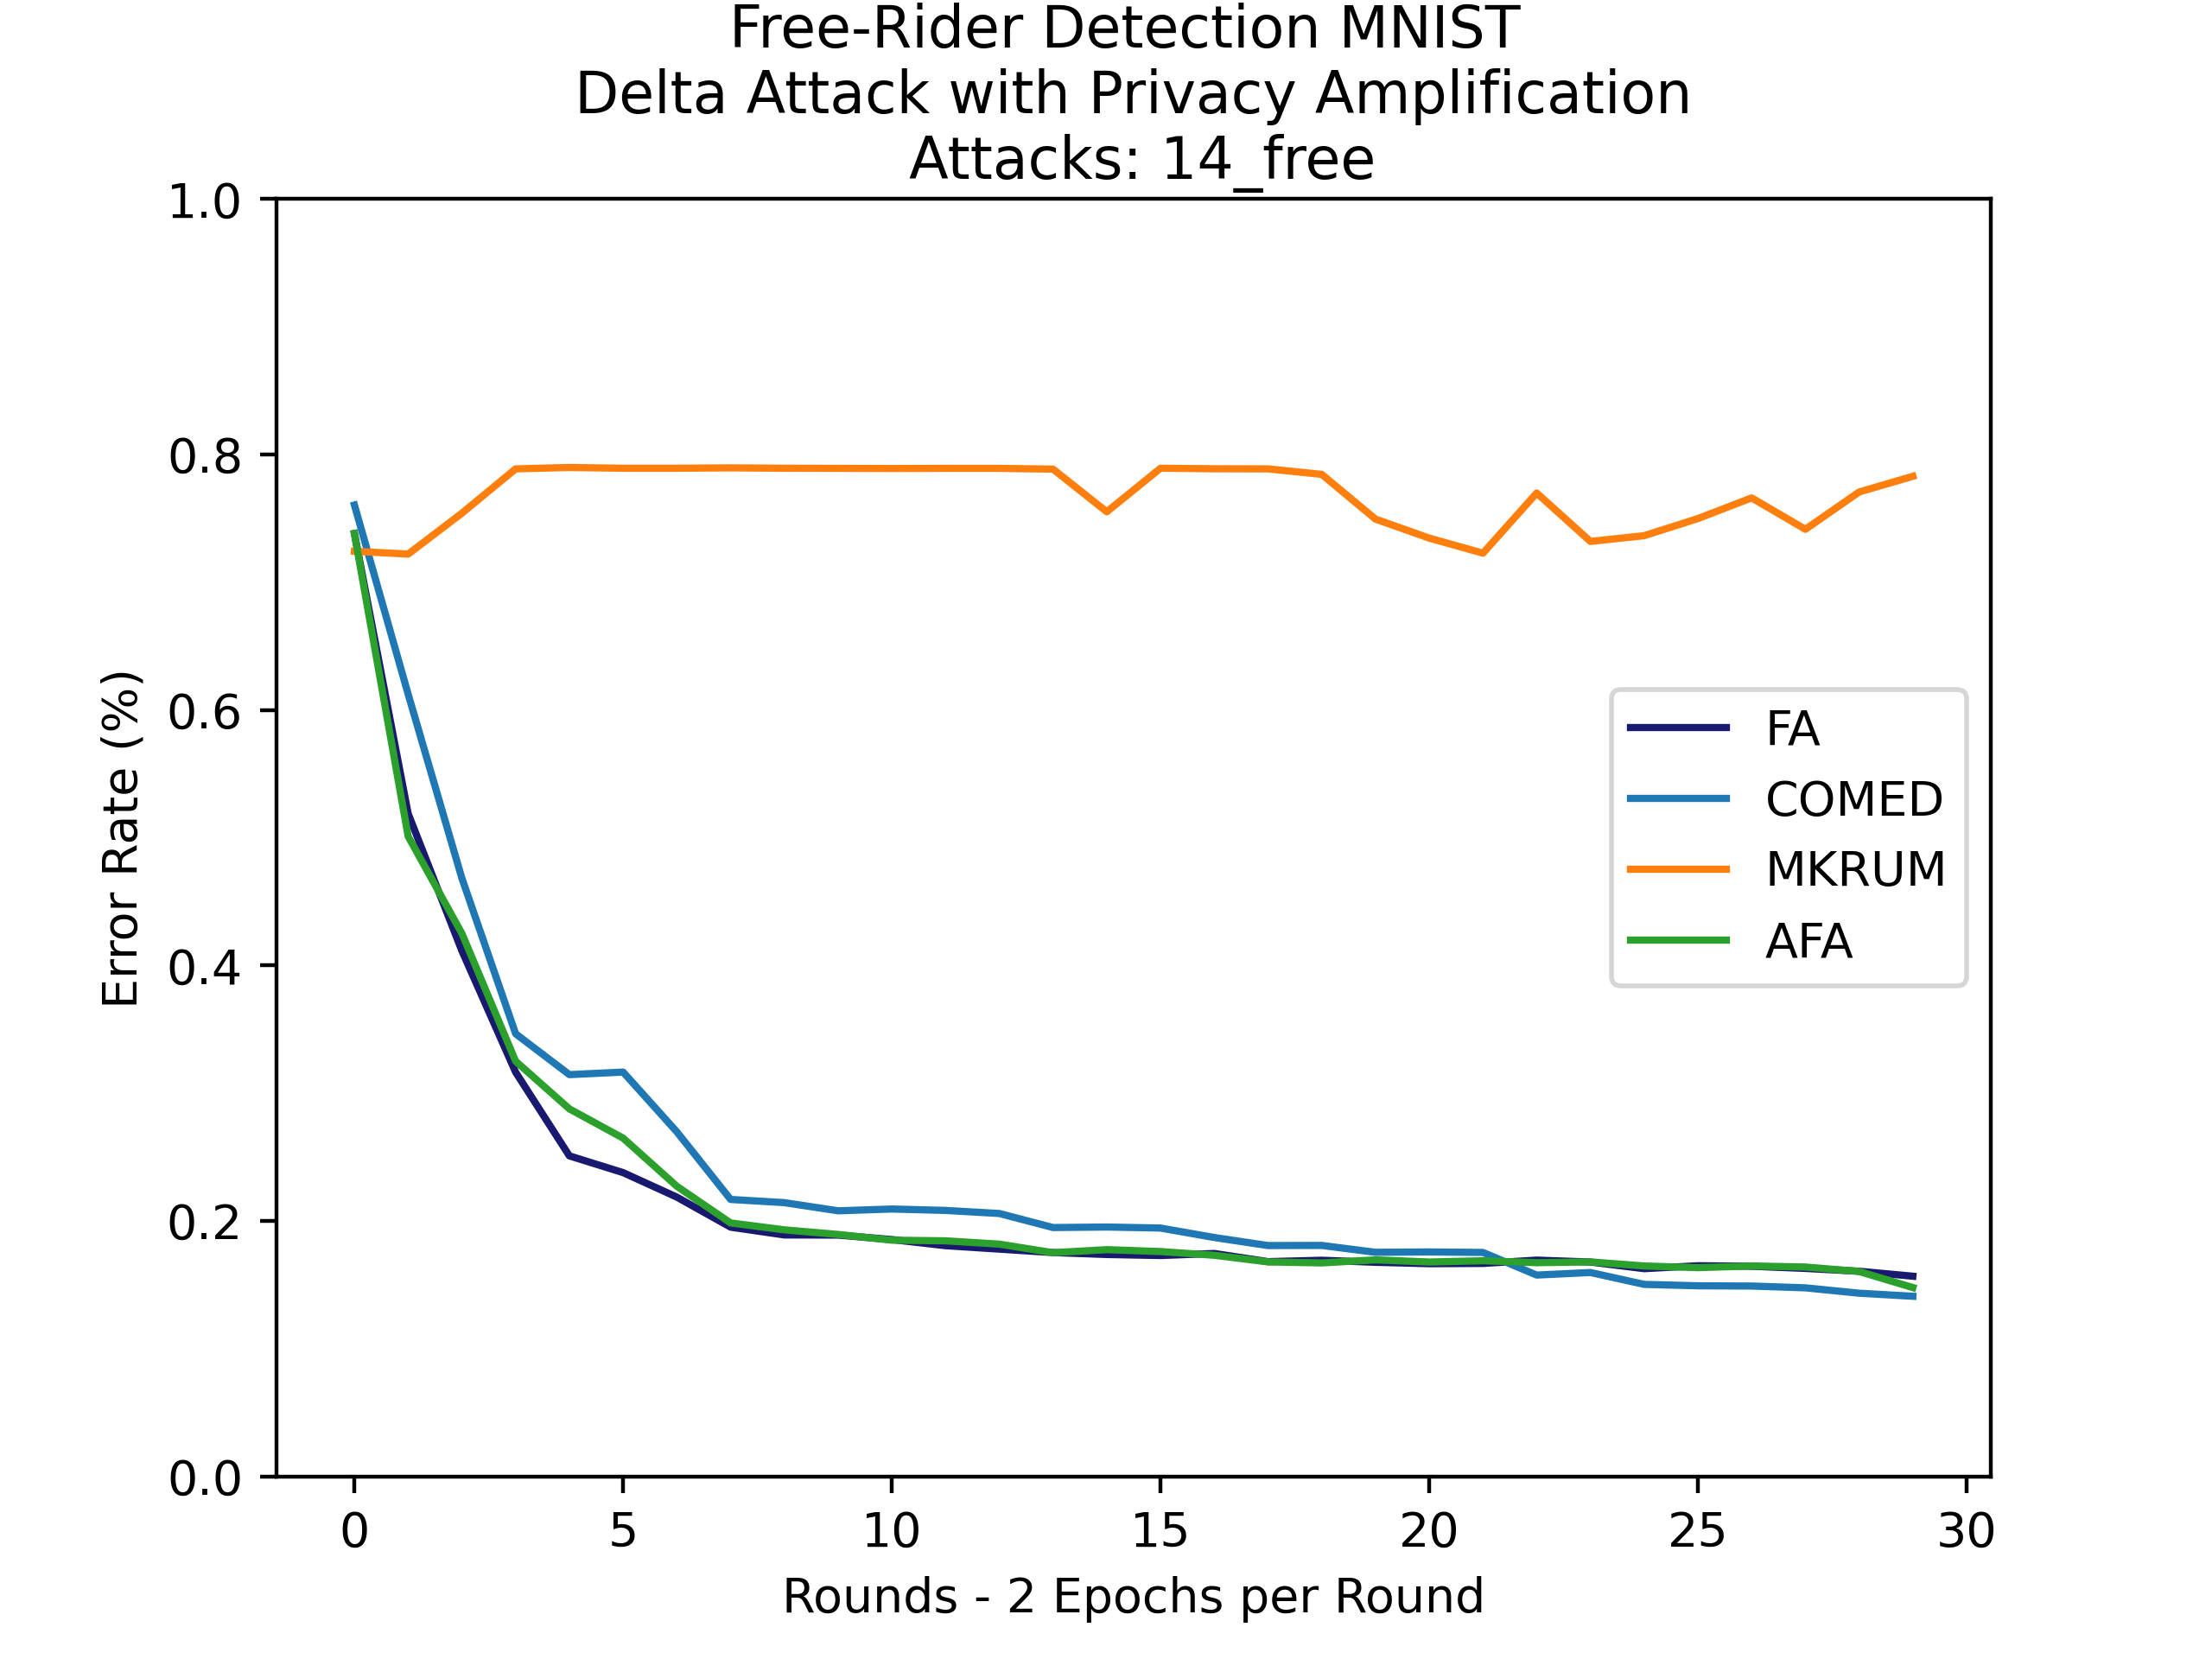 Free-Rider Detection MNIST
Delta Attack with Privacy Amplification
Attacks: 14_free
1.0
0.8
0.6
0.4
0.2
0.0
Error Rate (%)
FA
COMED
MKRUM
AFA
0 5 10 15 20 25 30
Rounds - 2 Epochs per Round